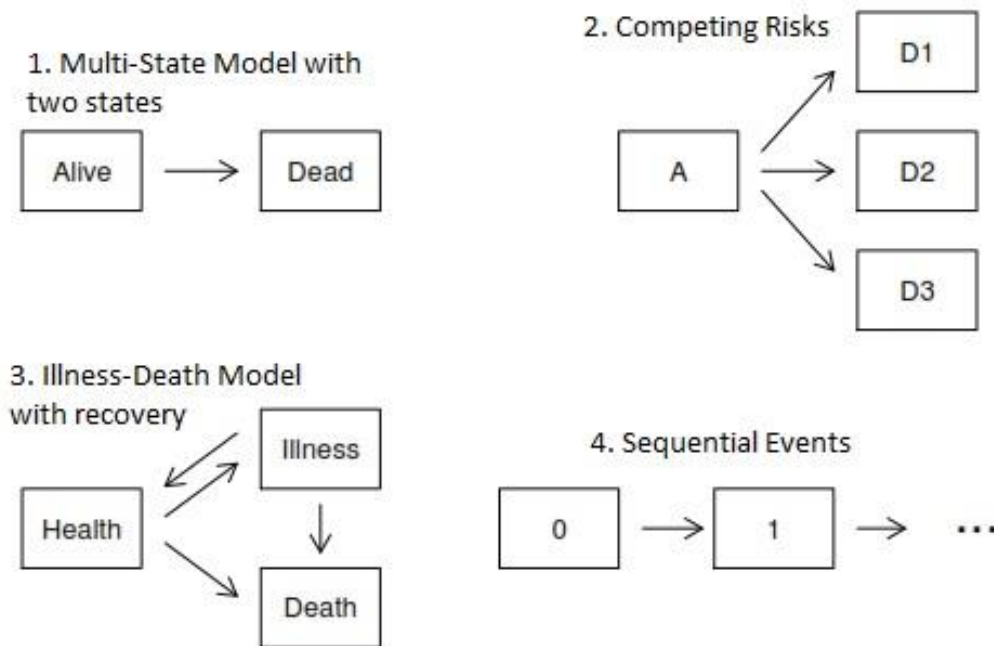 1. Multi-State Model with
two states
Alive
Dead
2. Competing Risks
A
D1
D2
D3
3. Illness-Death Model
with recovery
Illness
Health
Death
4. Sequential Events
0
1
...